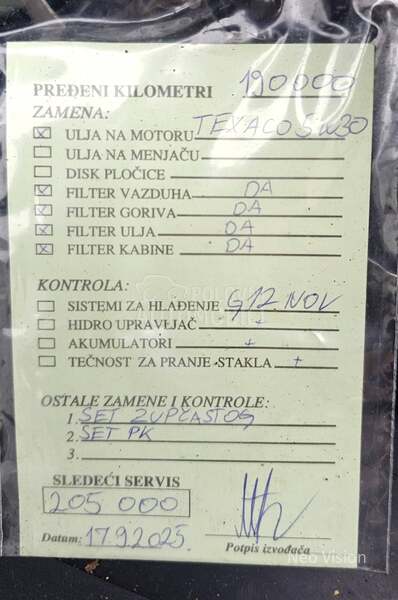 PREĐENI KILOMETRI 190000
ZAMENA:
ULJA NA MOTORU TEXACO 5W30
ULJA NA MENJAČU
DISK PLOČICE
FILTER VAZDUHA DA
FILTER GORIVA DA
FILTER ULJA DA
FILTER KABINE DA
KONTROLA:
SISTEMI ZA HLAĐENJE G12 NOV
HIDRO UPRAVLJAČ +
AKUMULATORI +
TEČNOST ZA PRANJE STAKLA +
OSTALE ZAMENE I KONTROLE:
1. SET ZUPČASTOG
2. SET PK
3.
SLEDEĆI SERVIS
205 000
Datum: 17.9.2025.
Potpis izvođača
Neo Vision